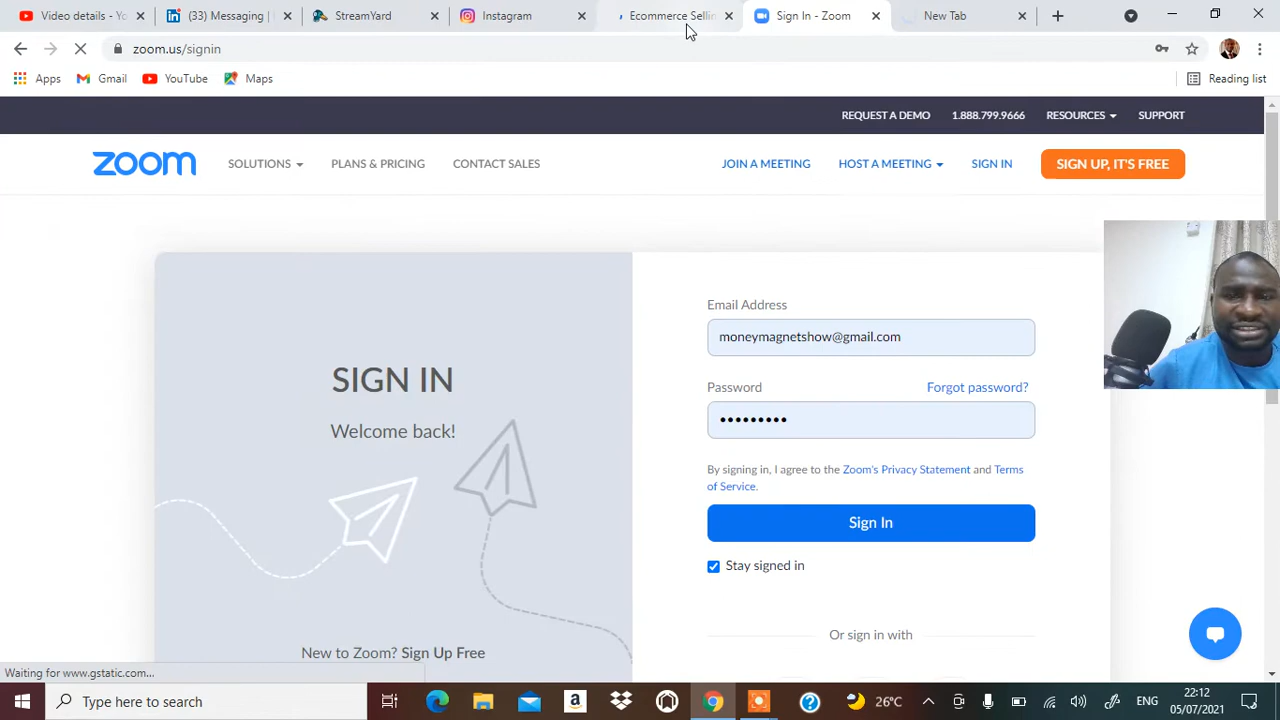 Video details - Yo
(33) Messaging |
StreamYard
Instagram
Ecommerce Sellin
Sign In - Zoom
New Tab
zoom.us/signin
Apps
Gmail
YouTube
Maps
Reading list
REQUEST A DEMO
1.888.799.9666
RESOURCES
SUPPORT
zoom
SOLUTIONS
PLANS & PRICING
CONTACT SALES
JOIN A MEETING
HOST A MEETING
SIGN IN
SIGN UP, IT'S FREE
SIGN IN
Welcome back!
New to Zoom? Sign Up Free
Email Address
moneymagnetshow@gmail.com
Password
Forgot password?
•••••••••
By signing in, I agree to the Zoom's Privacy Statement and Terms
of Service.
Sign In
Stay signed in
Or sign in with
Waiting for www.gstatic.com...
Type here to search
26°C
ENG
22:12
05/07/2021